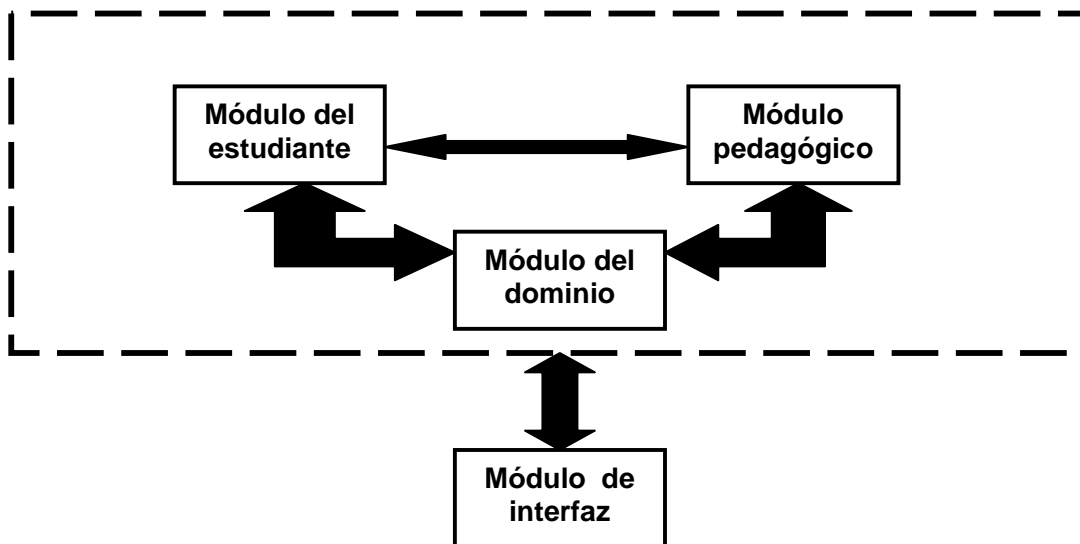 Módulo del
estudiante
Módulo
pedagógico
Módulo del
dominio
Módulo de
interfaz